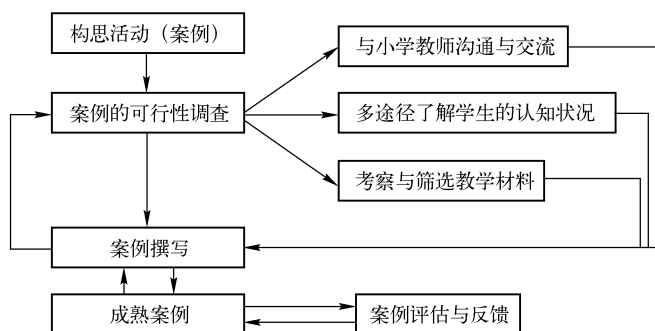 构思活动（案例）
与小学教师沟通与交流
案例的可行性调查
多途径了解学生的认知状况
考察与筛选教学材料
案例撰写
成熟案例
案例评估与反馈